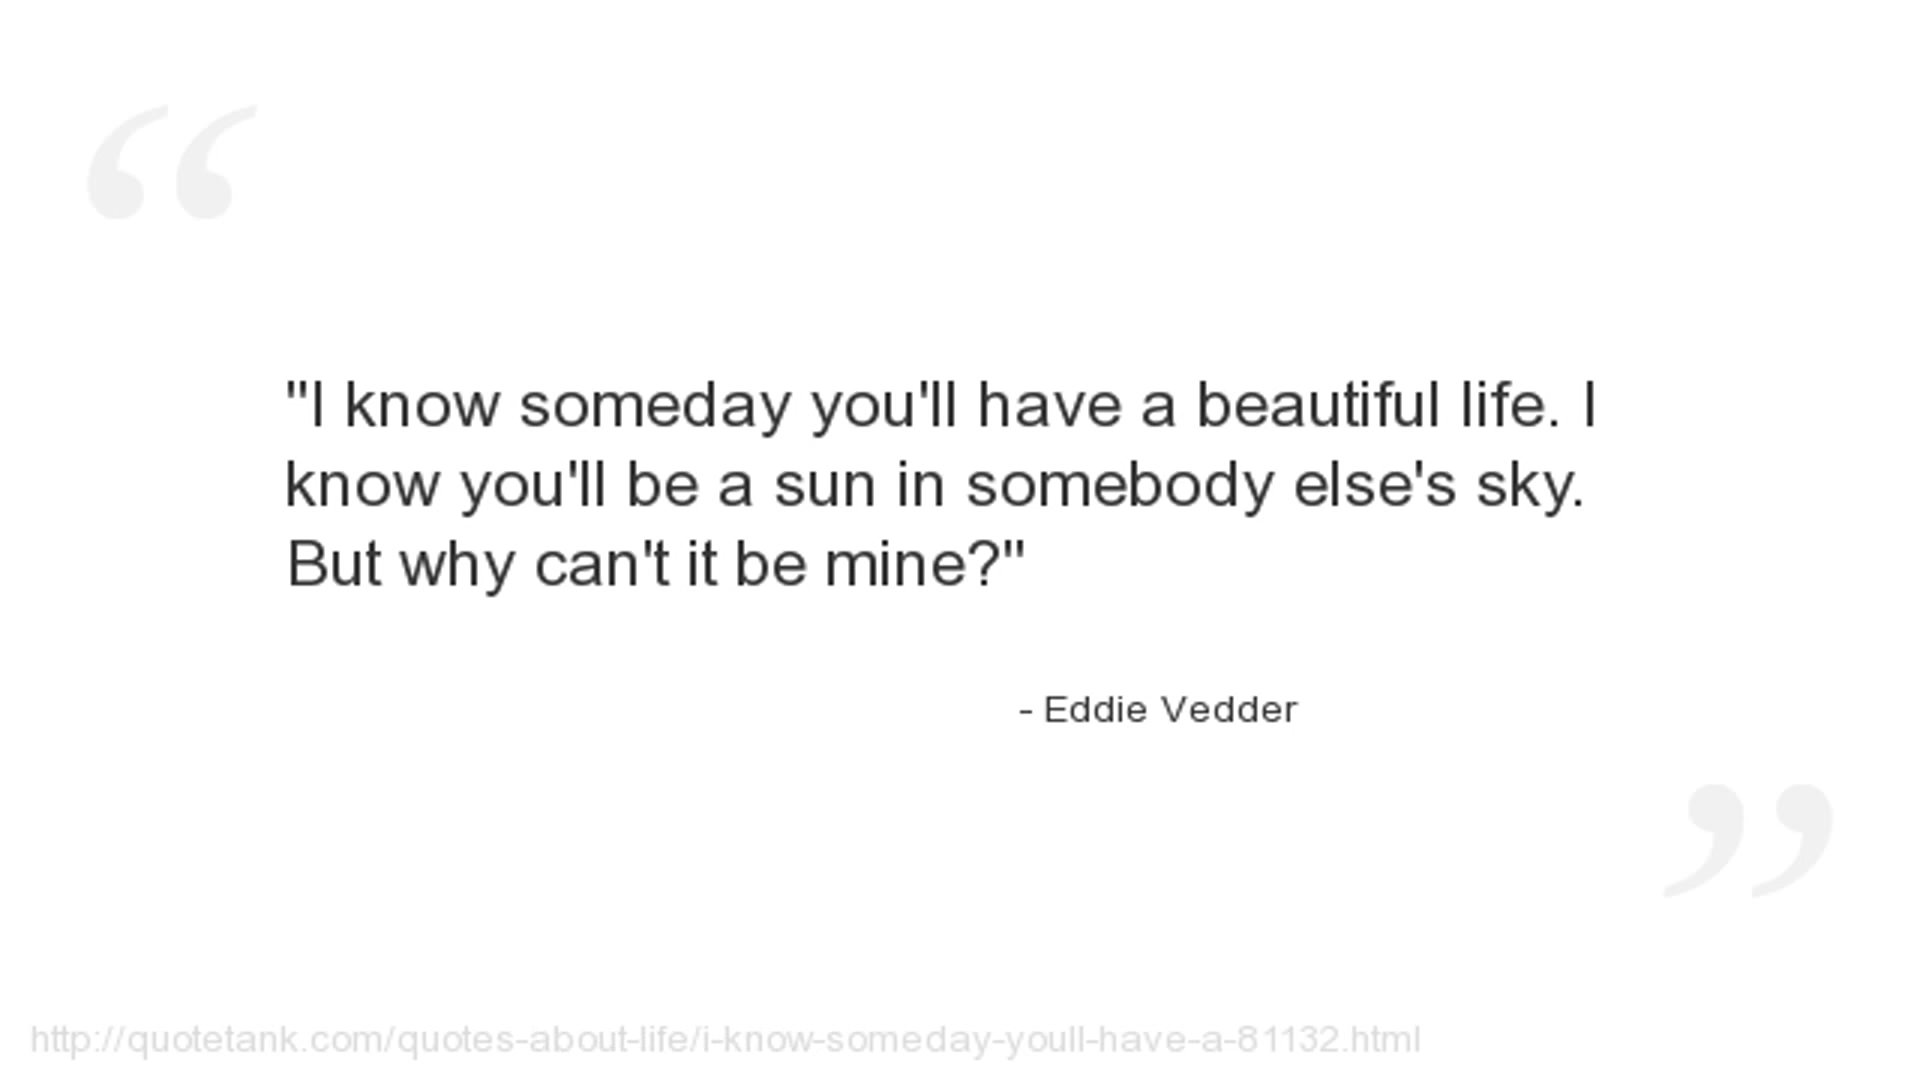 "I know someday you'll have a beautiful life. I
know you'll be a sun in somebody else's sky.
But why can't it be mine?"
- Eddie Vedder
http://quotetank.com/quotes-about-life/i-know-someday-youll-have-a-81132.html